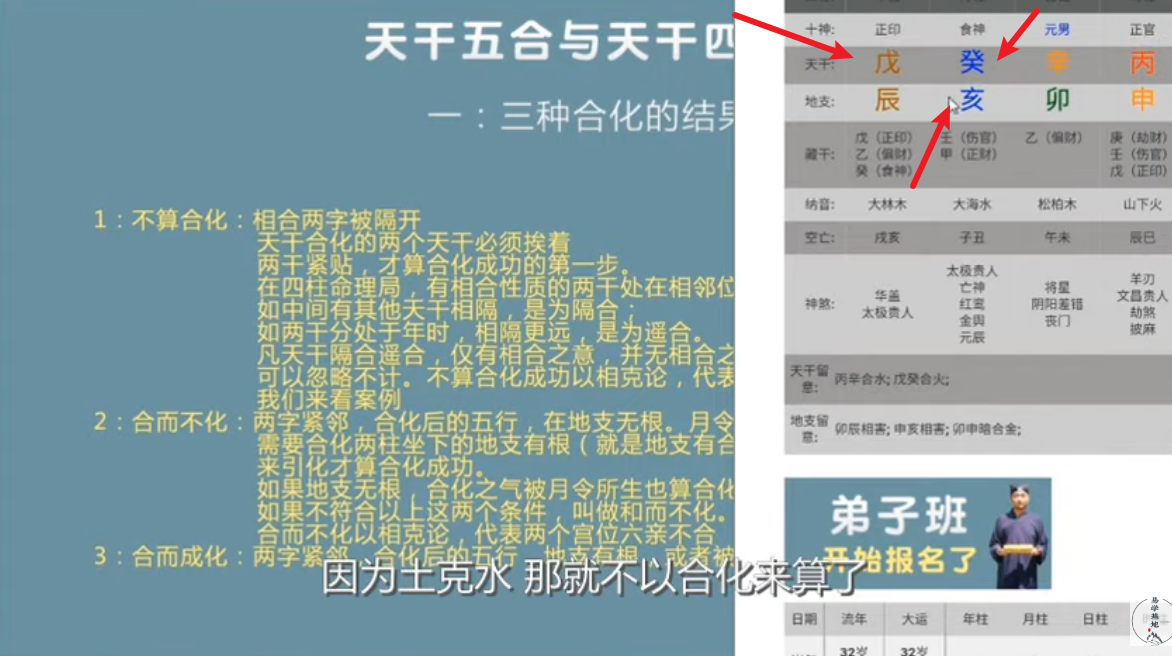 天干五合与天干四
一：三种合化的结果
1：不算合化：相合两字被隔开
天干合化的两个天干必须挨着
两干紧贴，才算合化成功的第一步。
在四柱命理局，有相合性质的两干处在相邻位
如中间有其他天干相隔，是为隔合；
如两干分处于年时，相隔更远，是为遥合。
凡天干隔合遥合，仅有相合之意，并无相合之
可以忽略不计。不算合化成功以相克论，代表
我们来看案例
2：合而不化：两字紧邻，合化后的五行，在地支无根。月令
需要合化两柱坐下的地支有根（就是地支有合
来引化才算合化成功。
如果地支无根，合化之气被月令所生也算合化
如果不符合以上这两个条件，叫做和而不化。
合而不化以相克论，代表两个宫位六亲不合
3：合而成化：两字紧邻，合化后的五行，地支有根，或者被
因为土克水 那就不以合化来算了
十神： 正印 食神 元男 正官
天干： 戊 癸 辛 丙
地支： 辰 亥 卯 申
藏干： 戊（正印） 壬（伤官） 乙（偏财） 庚（劫财）
乙（偏财） 甲（正财） 壬（伤官）
癸（食神） 戊（正印）
纳音： 大林木 大海水 松柏木 山下火
空亡： 戌亥 子丑 午未 辰巳
神煞： 华盖 太极贵人 将星 羊刃
太极贵人 亡神 阴阳差错 文昌贵人
红鸾 丧门 劫煞
金舆 披麻
元辰
天干留意： 丙辛合水; 戊癸合火;
地支留意： 卯辰相害; 申亥相害; 卯申暗合金;
弟子班
开始报名了
日期 流年 大运 年柱 月柱 日柱
32岁 32岁
易学基地